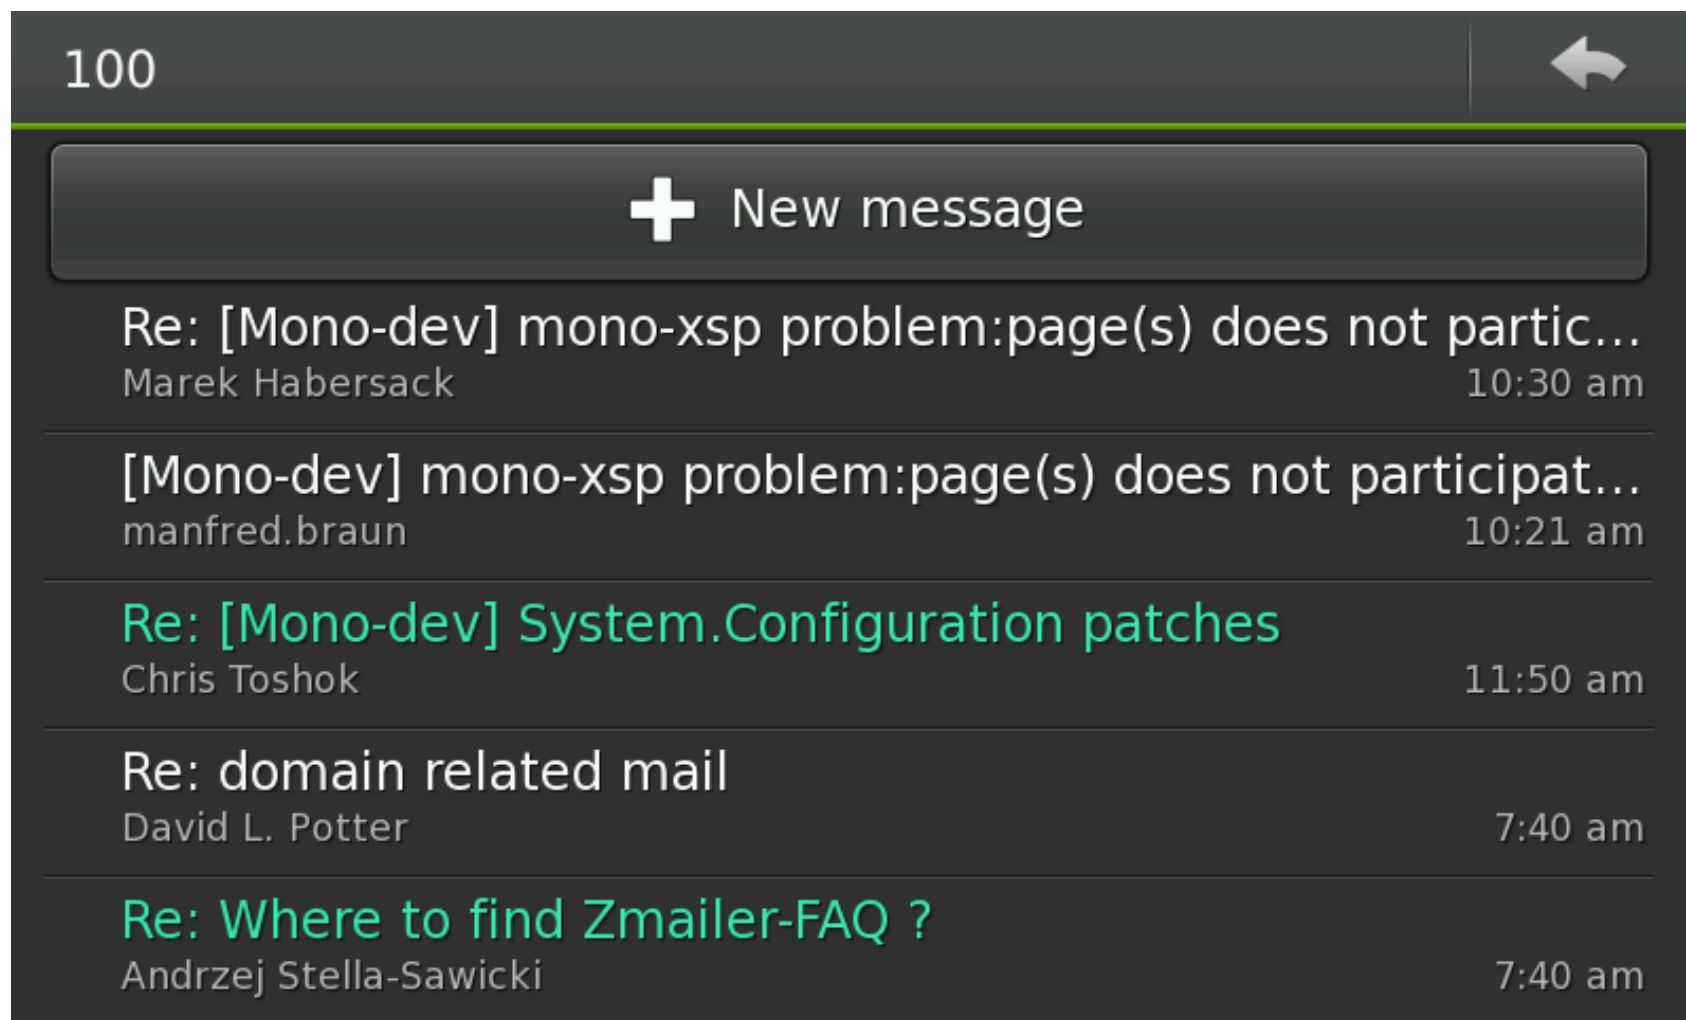 100
New message
Re: [Mono-dev] mono-xsp problem:page(s) does not partic...
Marek Habersack 10:30 am
[Mono-dev] mono-xsp problem:page(s) does not participat...
manfred.braun 10:21 am
Re: [Mono-dev] System.Configuration patches
Chris Toshok 11:50 am
Re: domain related mail
David L. Potter 7:40 am
Re: Where to find Zmailer-FAQ ?
Andrzej Stella-Sawicki 7:40 am